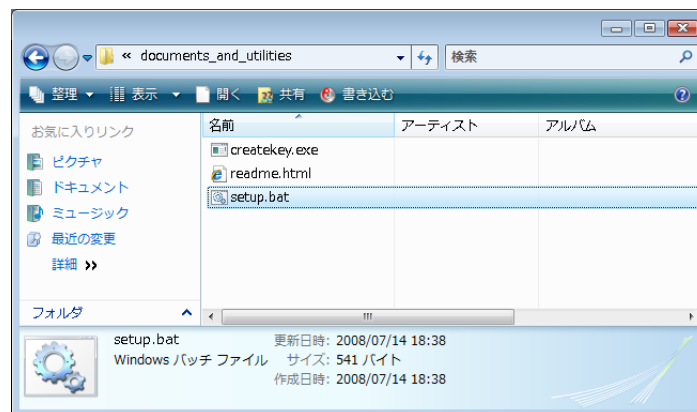 « documents_and_utilities
検索
整理 表示 開く 共有 書き込む
お気に入りリンク
ピクチャ
ドキュメント
ミュージック
最近の変更
詳細 »
フォルダ
名前 アーティスト アルバム
createkey.exe
readme.html
setup.bat
setup.bat 更新日時: 2008/07/14 18:38
Windows バッチ ファイル サイズ: 541 バイト
作成日時: 2008/07/14 18:38